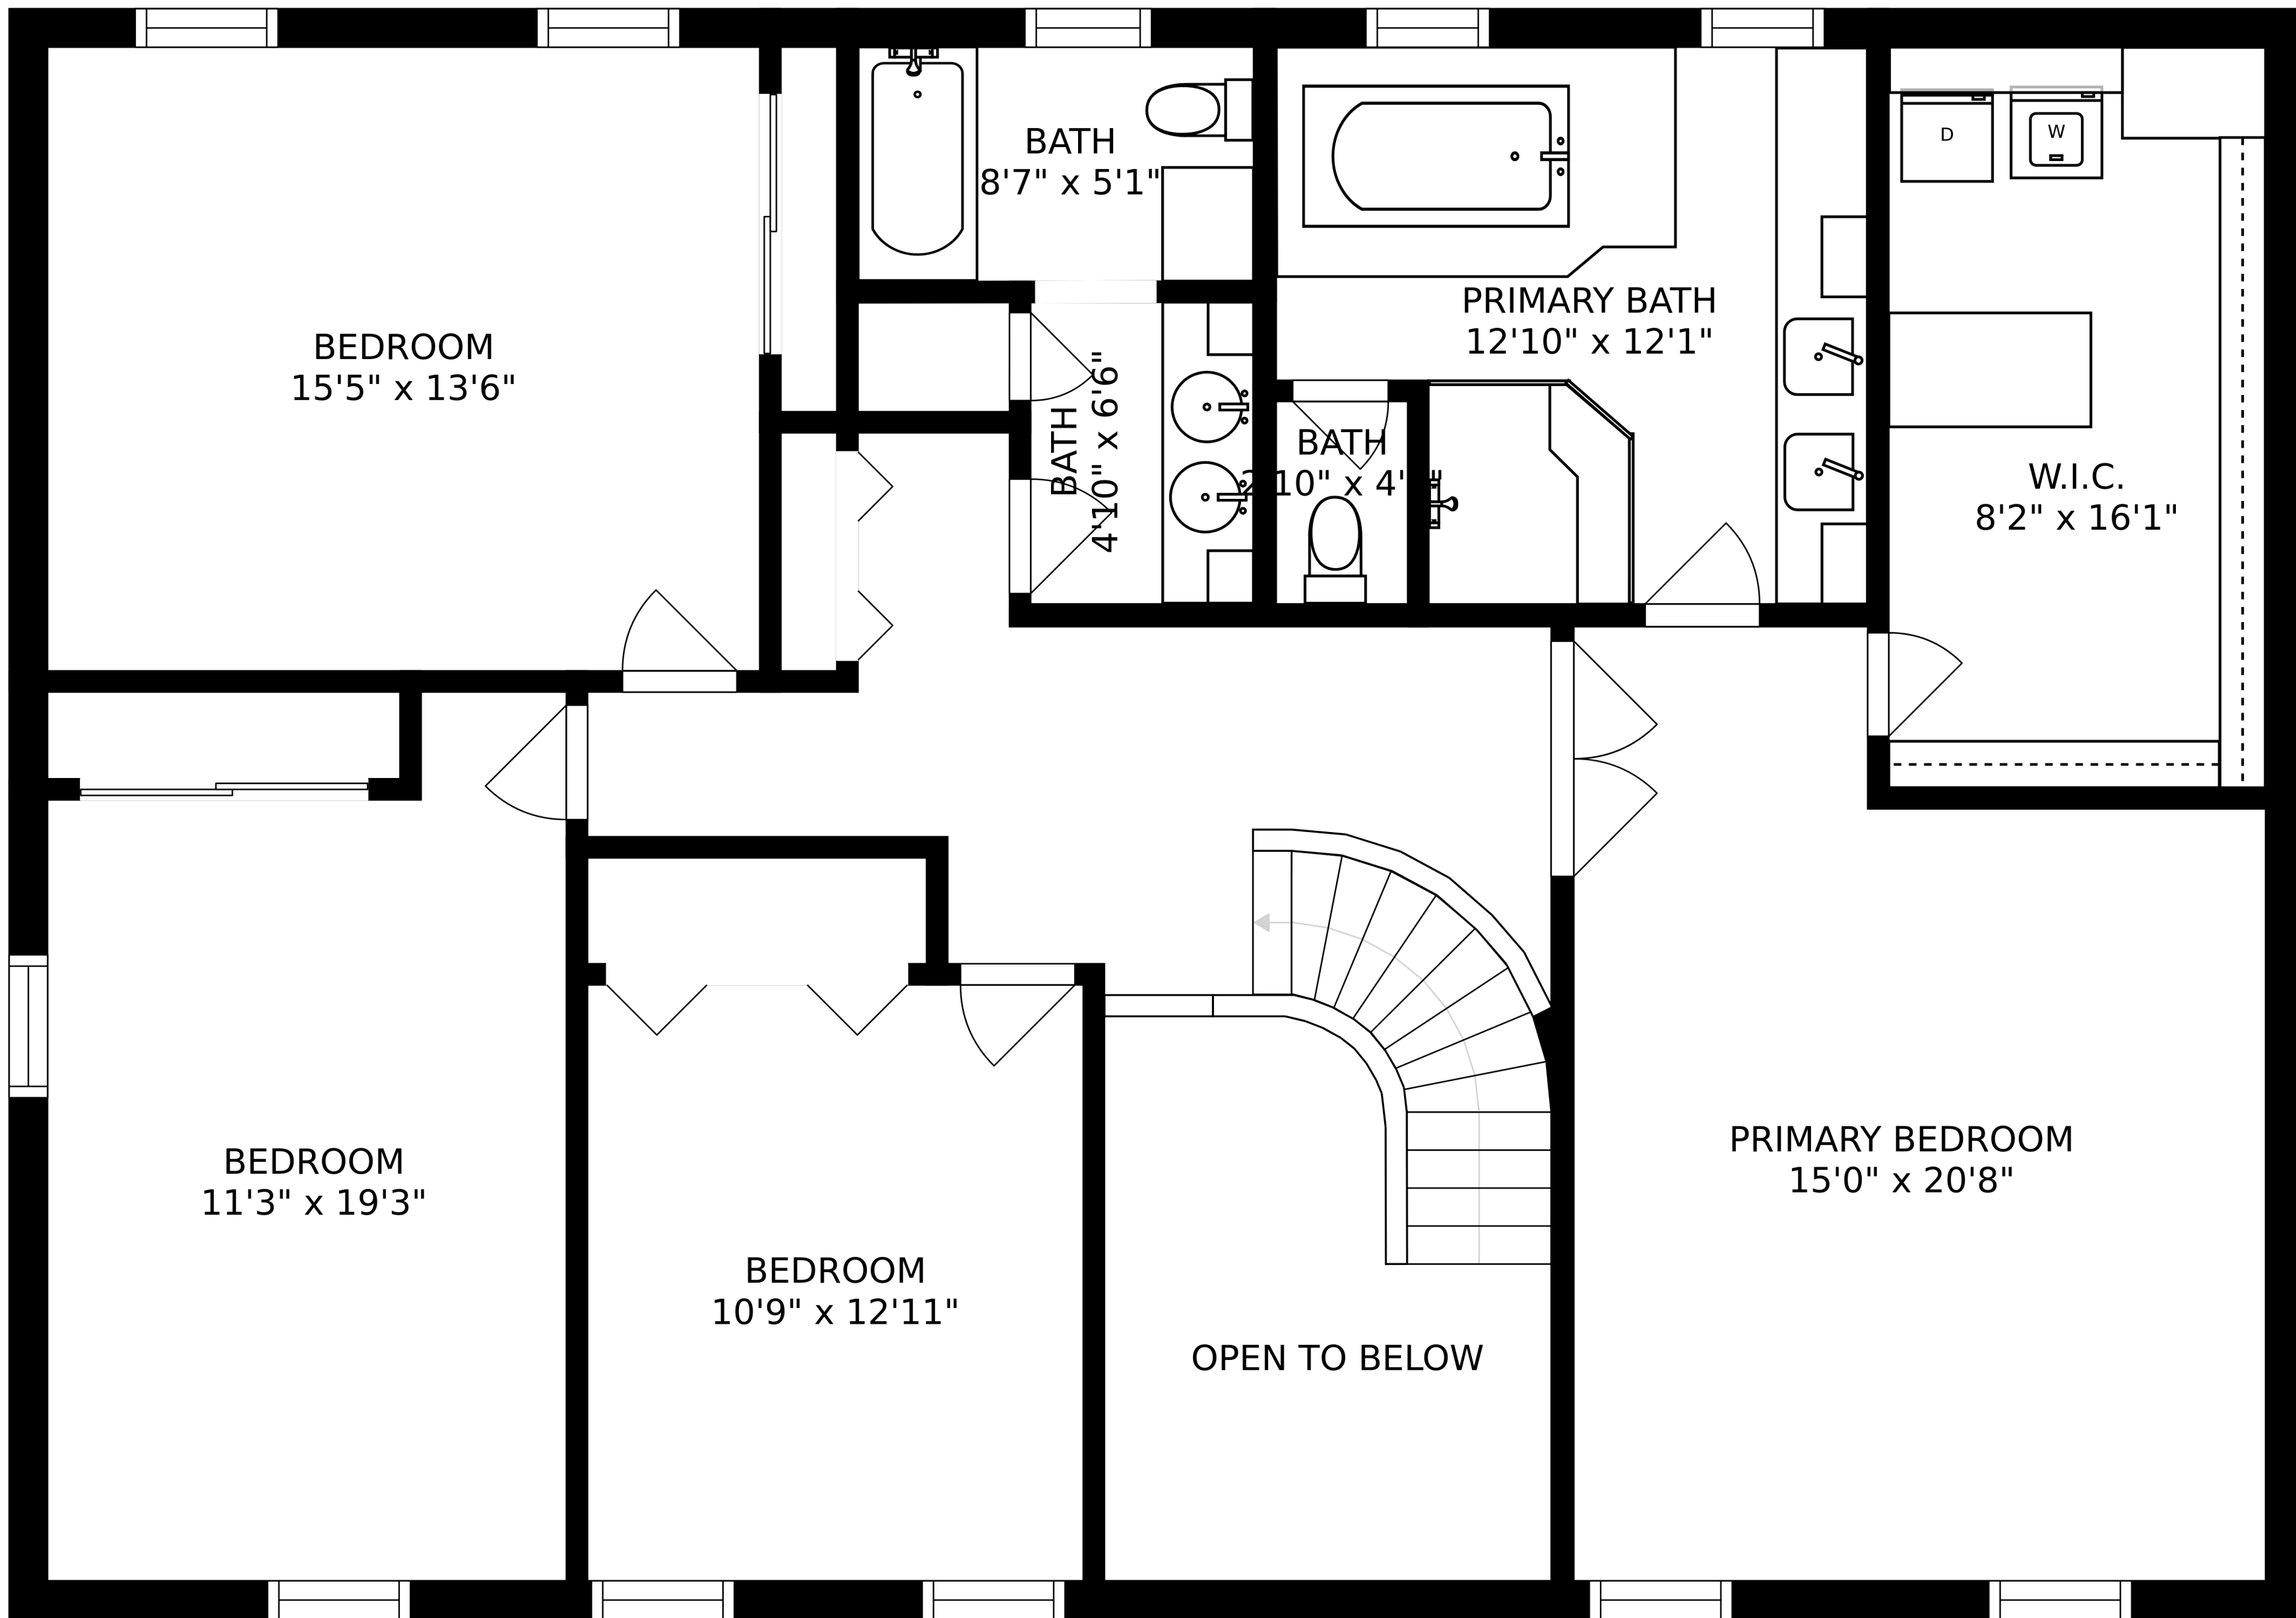 BATH
8'7" x 5'1"
D
W
PRIMARY BATH
12'10" x 12'1"
BEDROOM
15'5" x 13'6"
BATH
4'10" x 6'6"
BATH
10" x 4'
W.I.C.
8'2" x 16'1"
PRIMARY BEDROOM
15'0" x 20'8"
BEDROOM
11'3" x 19'3"
BEDROOM
10'9" x 12'11"
OPEN TO BELOW